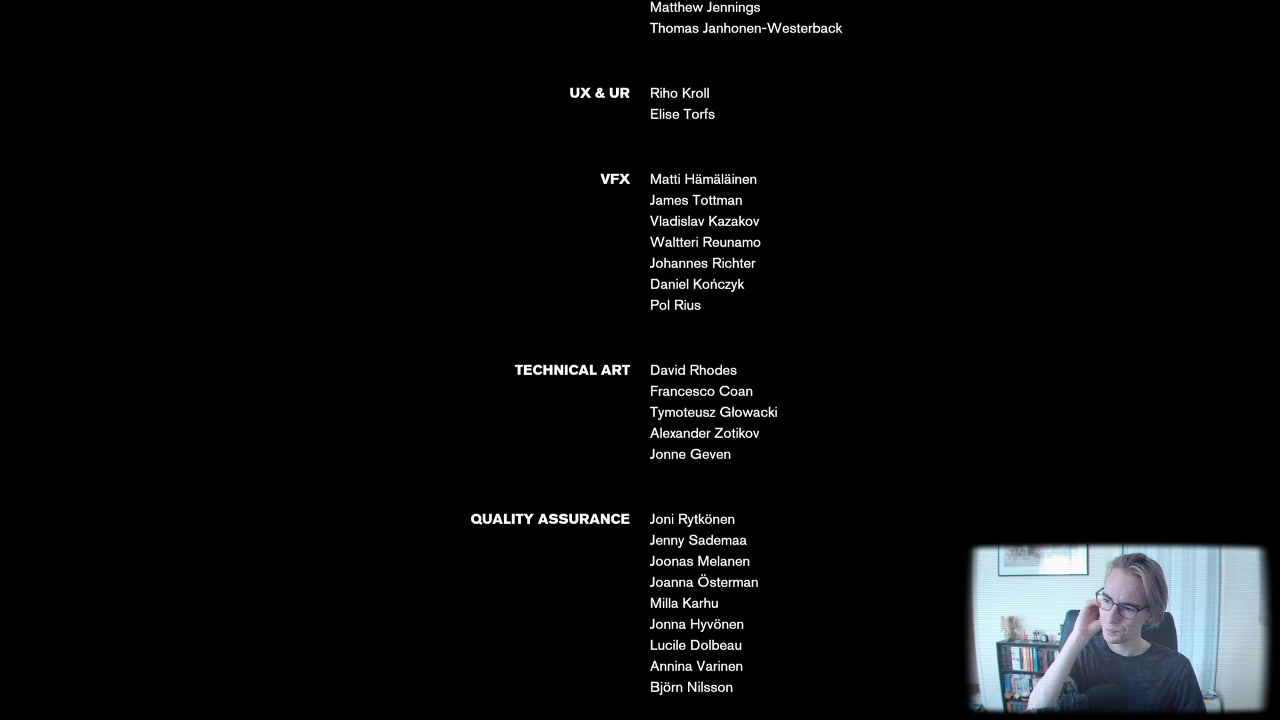 Matthew Jennings
Thomas Janhonen-Westerback
UX & UR Riho Kroll
Elise Torfs
VFX Matti Hämäläinen
James Tottman
Vladislav Kazakov
Waltteri Reunamo
Johannes Richter
Daniel Kończyk
Pol Rius
TECHNICAL ART David Rhodes
Francesco Coan
Tymoteusz Głowacki
Alexander Zotikov
Jonne Geven
QUALITY ASSURANCE Joni Rytkönen
Jenny Sademaa
Joonas Melanen
Joanna Österman
Milla Karhu
Jonna Hyvönen
Lucile Dolbeau
Annina Varinen
Björn Nilsson